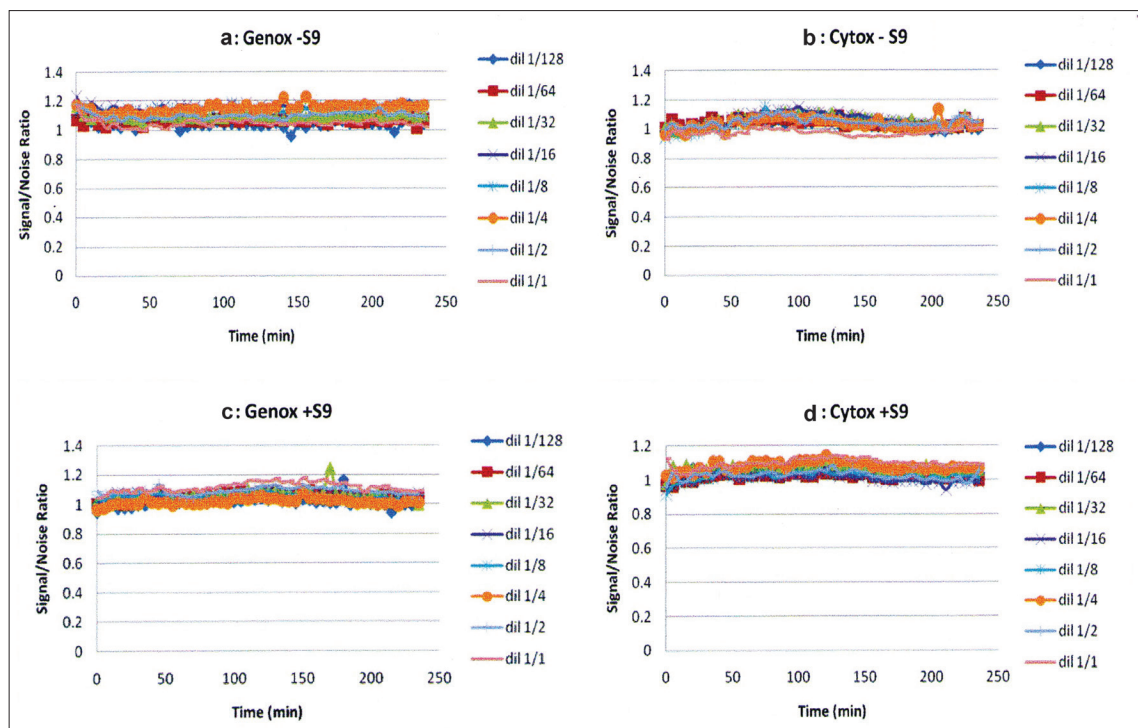 a: Genox -S9
Signal/Noise Ratio
1.4
1.2
1
0.8
0.6
0.4
0.2
0
0 50 100 150 200 250
Time (min)
dil 1/128
dil 1/64
dil 1/32
dil 1/16
dil 1/8
dil 1/4
dil 1/2
dil 1/1
b: Cytox - S9
Signal/Noise Ratio
1.4
1.2
1
0.8
0.6
0.4
0.2
0
0 50 100 150 200 250
Time (min)
dil 1/128
dil 1/64
dil 1/32
dil 1/16
dil 1/8
dil 1/4
dil 1/2
dil 1/1
c: Genox +S9
Signal/Noise Ratio
1.4
1.2
1
0.8
0.6
0.4
0.2
0
0 50 100 150 200 250
Time (min)
dil 1/128
dil 1/64
dil 1/32
dil 1/16
dil 1/8
dil 1/4
dil 1/2
dil 1/1
d: Cytox +S9
Signal/Noise Ratio
1.2
1
0.8
0.6
0.4
0.2
0
0 50 100 150 200 250
Time (min)
dil 1/128
dil 1/64
dil 1/32
dil 1/16
dil 1/8
dil 1/4
dil 1/2
dil 1/1